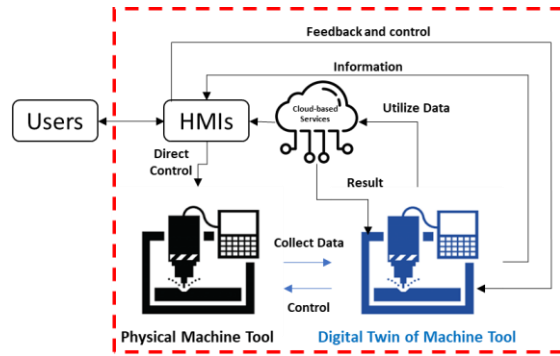 Feedback and control
Information
Users
HMIs
Cloud-based
Services
Utilize Data
Direct
Control
Result
Collect Data
Control
Physical Machine Tool
Digital Twin of Machine Tool